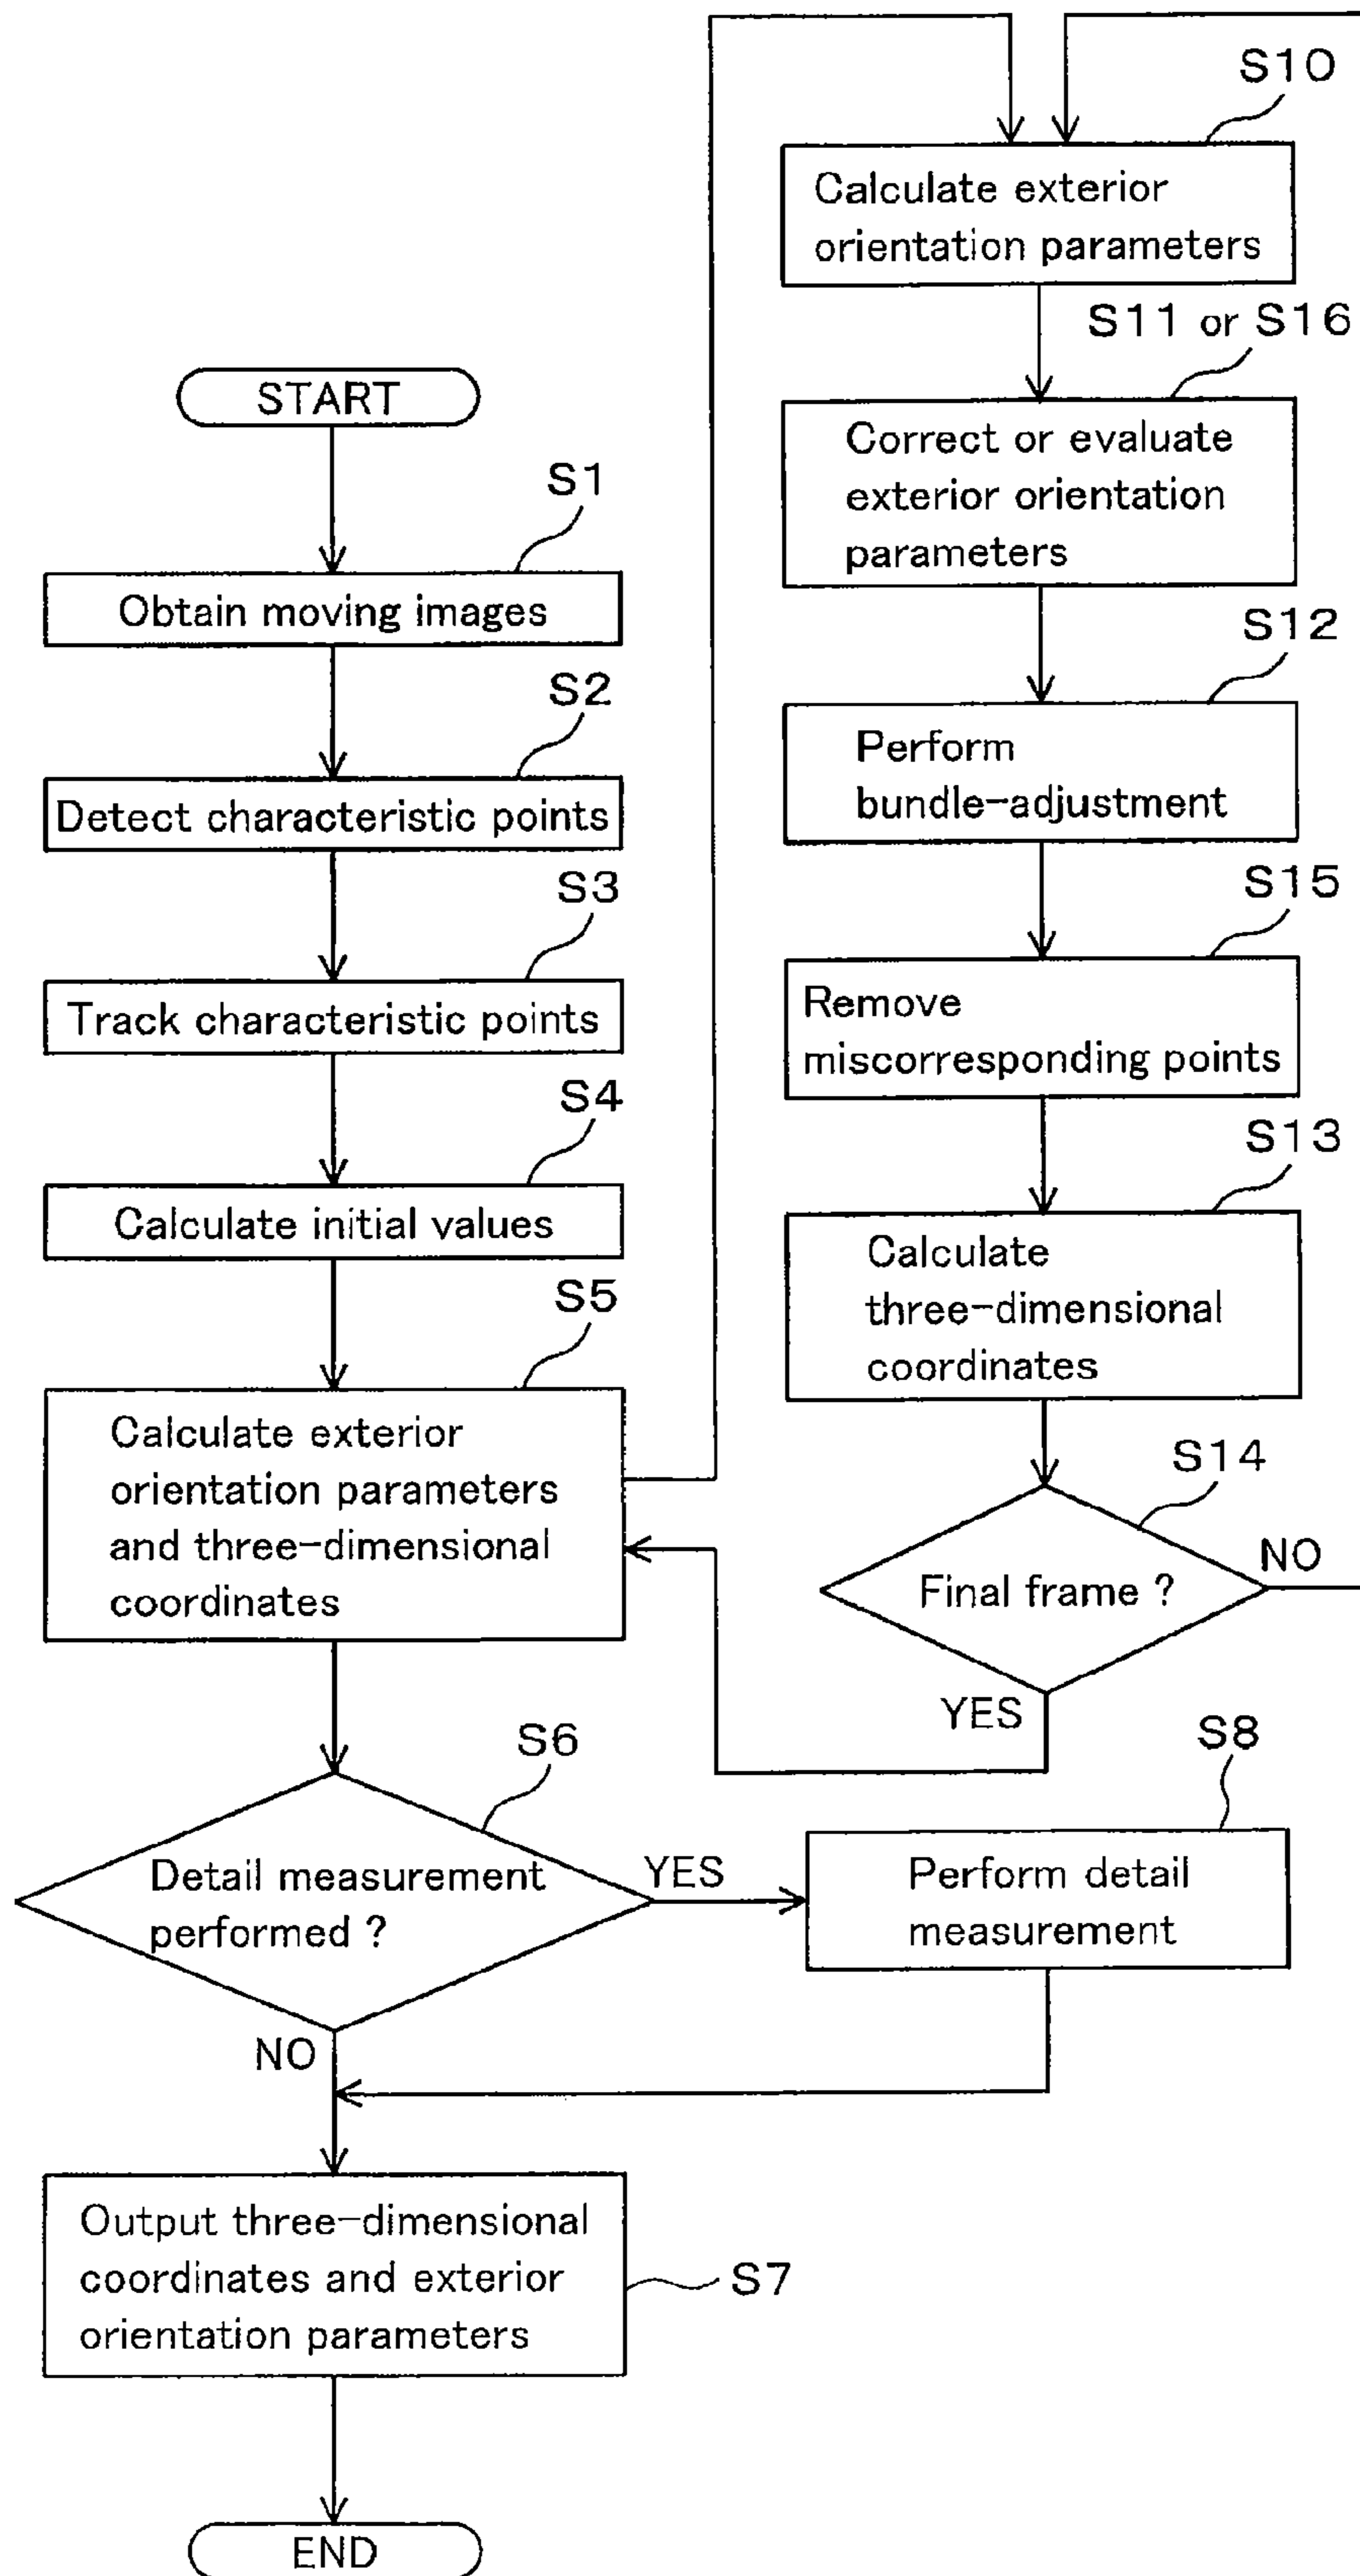 START
S1
Obtain moving images
S2
Detect characteristic points
S3
Track characteristic points
S4
Calculate initial values
S5
Calculate exterior
orientation parameters
and three-dimensional
coordinates
S6
Detail measurement
performed ?
YES
NO
S8
Perform detail
measurement
Output three-dimensional
coordinates and exterior
orientation parameters
S7
END
S10
Calculate exterior
orientation parameters
S11 or S16
Correct or evaluate
exterior orientation
parameters
S12
Perform
bundle-adjustment
S15
Remove
miscorresponding points
S13
Calculate
three-dimensional
coordinates
S14
Final frame ?
NO
YES